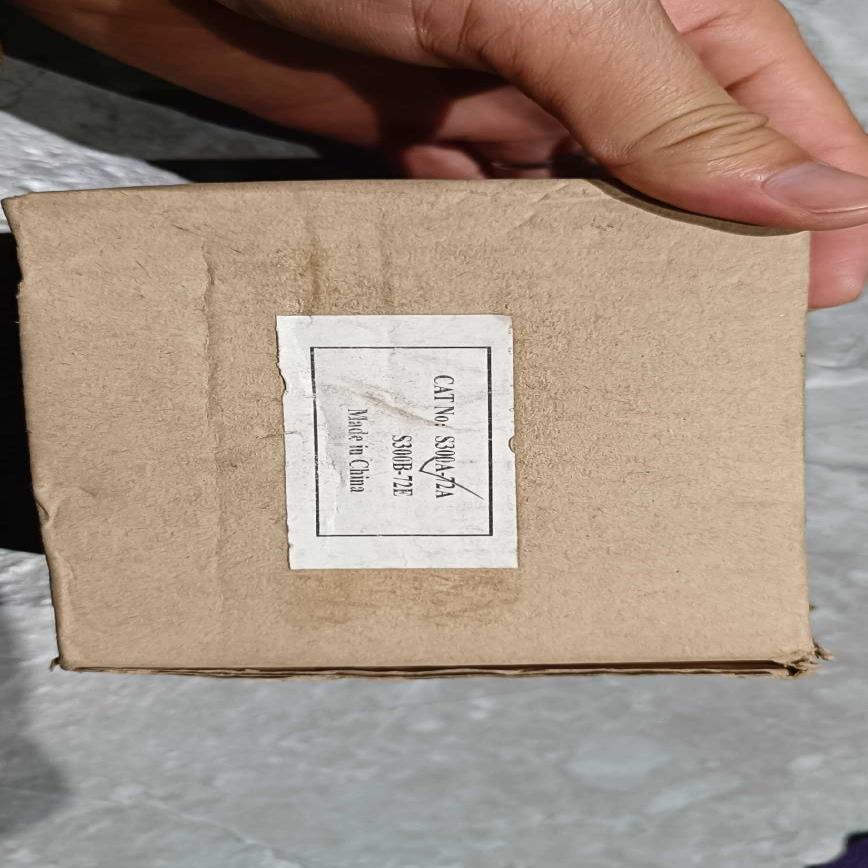 CAT No: S300A-72A
S300B-72E
Made in China